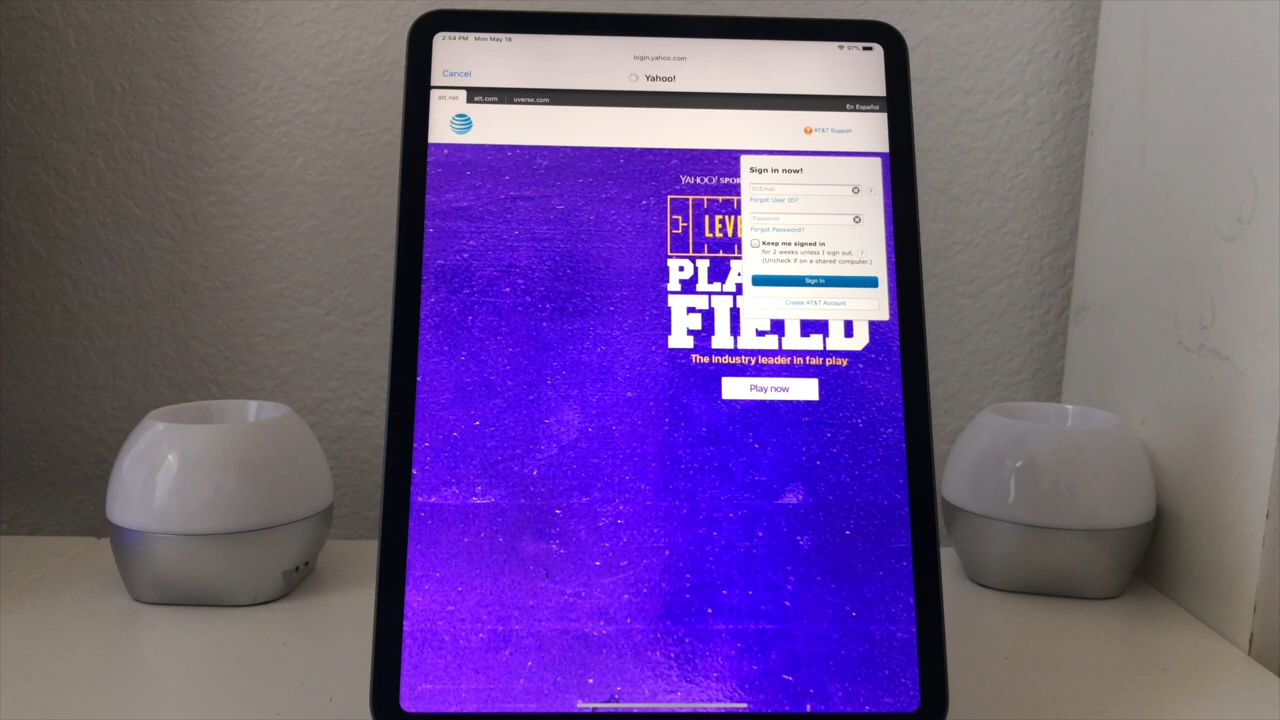 2:54 PM Mon May 18
97%
login.yahoo.com
Cancel
Yahoo!
att.net att.com uverse.com
En Español
? AT&T Support
YAHOO!
Sign in now!
ID/Email
?
Forgot User ID?
Password
Forgot Password?
Keep me signed in
for 2 weeks unless I sign out. ?
(Uncheck if on a shared computer.)
Sign In
Create AT&T Account
FIELD
The industry leader in fair play
Play now